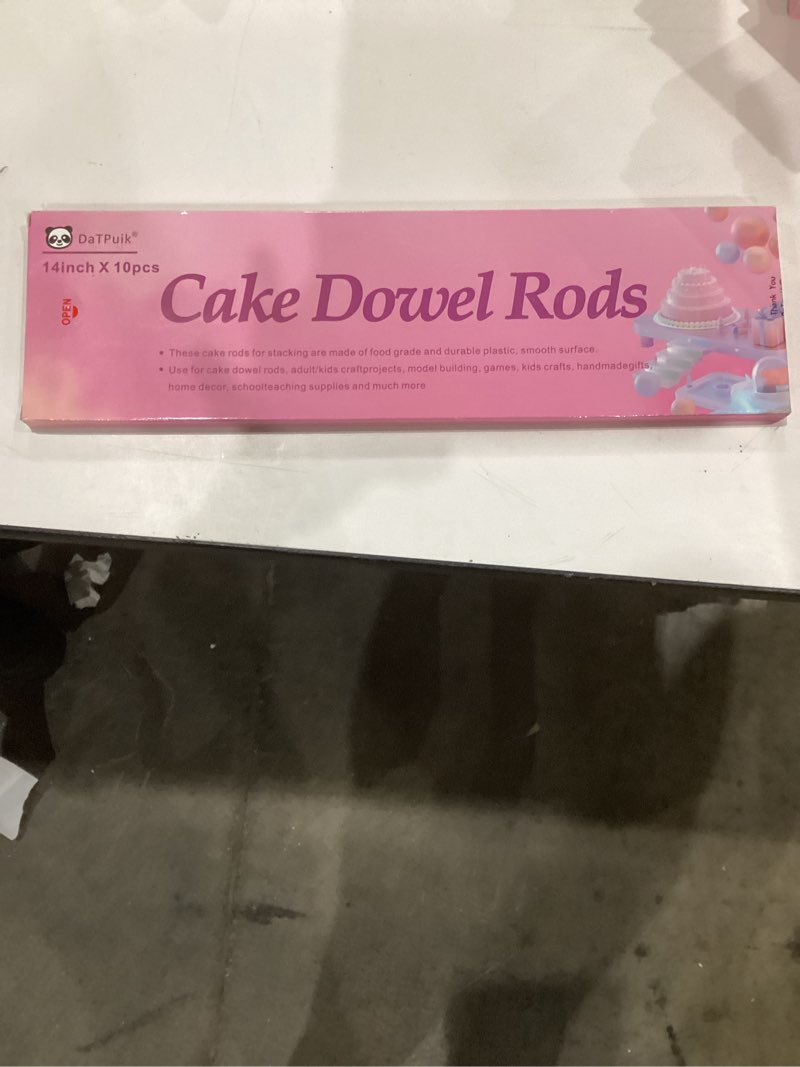 DaTPuik®
14inch X 10pcs
OPEN
Cake Dowel Rods
• These cake rods for stacking are made of food grade and durable plastic, smooth surface.
• Use for cake dowel rods, adult/kids craftprojects, model building, games, kids crafts, handmadegifts,
home decor, schoolteaching supplies and much more
Thank You